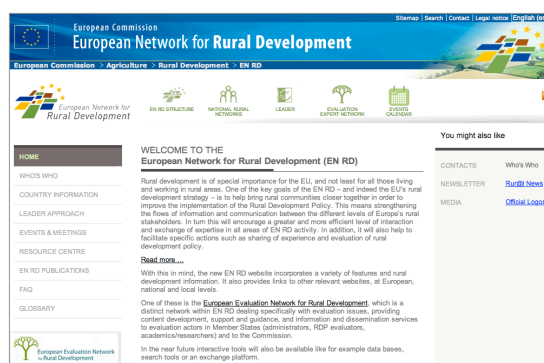 Sitemap | Search | Contact | Legal notice | English (en
European Commission
European Network for Rural Development
European Commission > Agriculture > Rural Development > EN RD
European Network for
Rural Development
EN RD STRUCTURE
NATIONAL RURAL
NETWORKS
LEADER
EVALUATION
EXPERT NETWORK
EVENTS
CALENDAR
You might also like
HOME
WHO'S WHO
COUNTRY INFORMATION
LEADER APPROACH
EVENTS & MEETINGS
RESOURCE CENTRE
EN RD PUBLICATIONS
FAQ
GLOSSARY
European Evaluation Network
for Rural Development
WELCOME TO THE
European Network for Rural Development (EN RD)
Rural development is of special importance for the EU, and not least for all those living
and working in rural areas. One of the key goals of the EN RD – and indeed the EU's rural
development strategy – is to help bring rural communities closer together in order to
improve the implementation of the Rural Development Policy. This means strengthening
the flows of information and communication between the different levels of Europe's rural
stakeholders. In turn this will encourage a greater and more efficient level of interaction
and exchange of expertise in all areas of EN RD activity. In addition, it will also help to
facilitate specific actions such as sharing of experience and evaluation of rural
development policy.
Read more ...
With this in mind, the new EN RD website incorporates a variety of features and rural
development information. It also provides links to other relevant websites, at European,
national and local levels.
One of these is the European Evaluation Network for Rural Development, which is a
distinct network within EN RD dealing specifically with evaluation issues, providing
content development, support and guidance, and information and dissemination services
to evaluation actors in Member States (administrators, RDP evaluators,
academics/researchers) and to the Commission.
In the near future interactive tools will also be available like for example data bases,
search tools or an exchange platform.
CONTACTS Who's Who
NEWSLETTER Rur@l News
MEDIA Official Logos